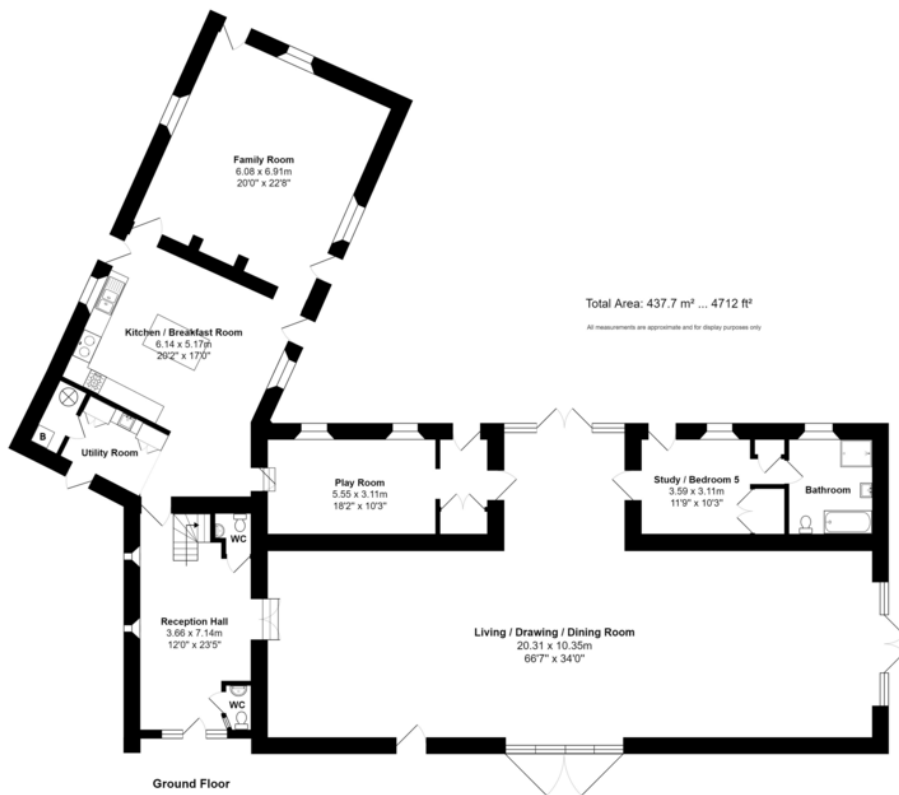 Family Room
6.08 x 6.91m
20'0" x 22'8"
Total Area: 437.7 m² ... 4712 ft²
All measurements are approximate and for display purposes only
Kitchen / Breakfast Room
6.14 x 5.17m
20'2" x 17'0"
B
Utility Room
Play Room
5.55 x 3.11m
18'2" x 10'3"
Study / Bedroom 5
3.59 x 3.11m
11'9" x 10'3"
Bathroom
WC
Reception Hall
3.66 x 7.14m
12'0" x 23'5"
Living / Drawing / Dining Room
20.31 x 10.35m
66'7" x 34'0"
WC
Ground Floor